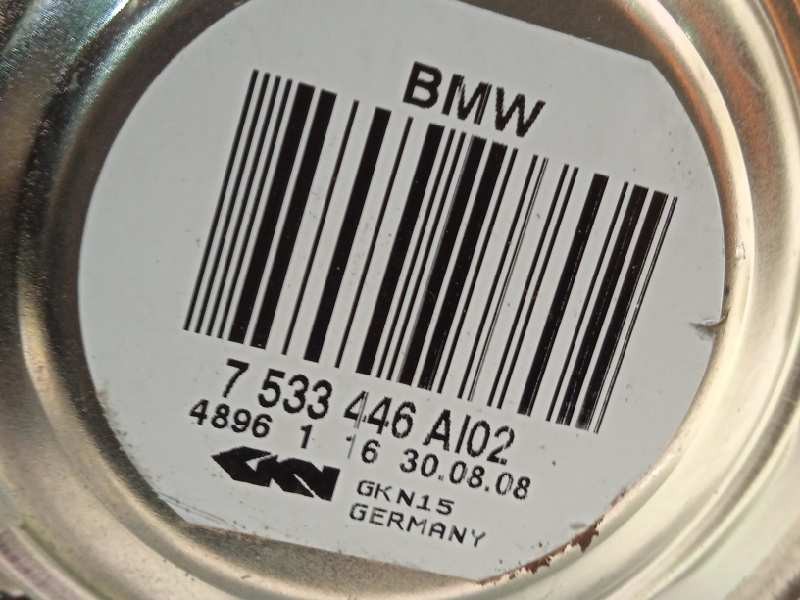 BMW
7 533 446 AI02
4896 1 16 30.08.08
GKN
GKN15
GERMANY